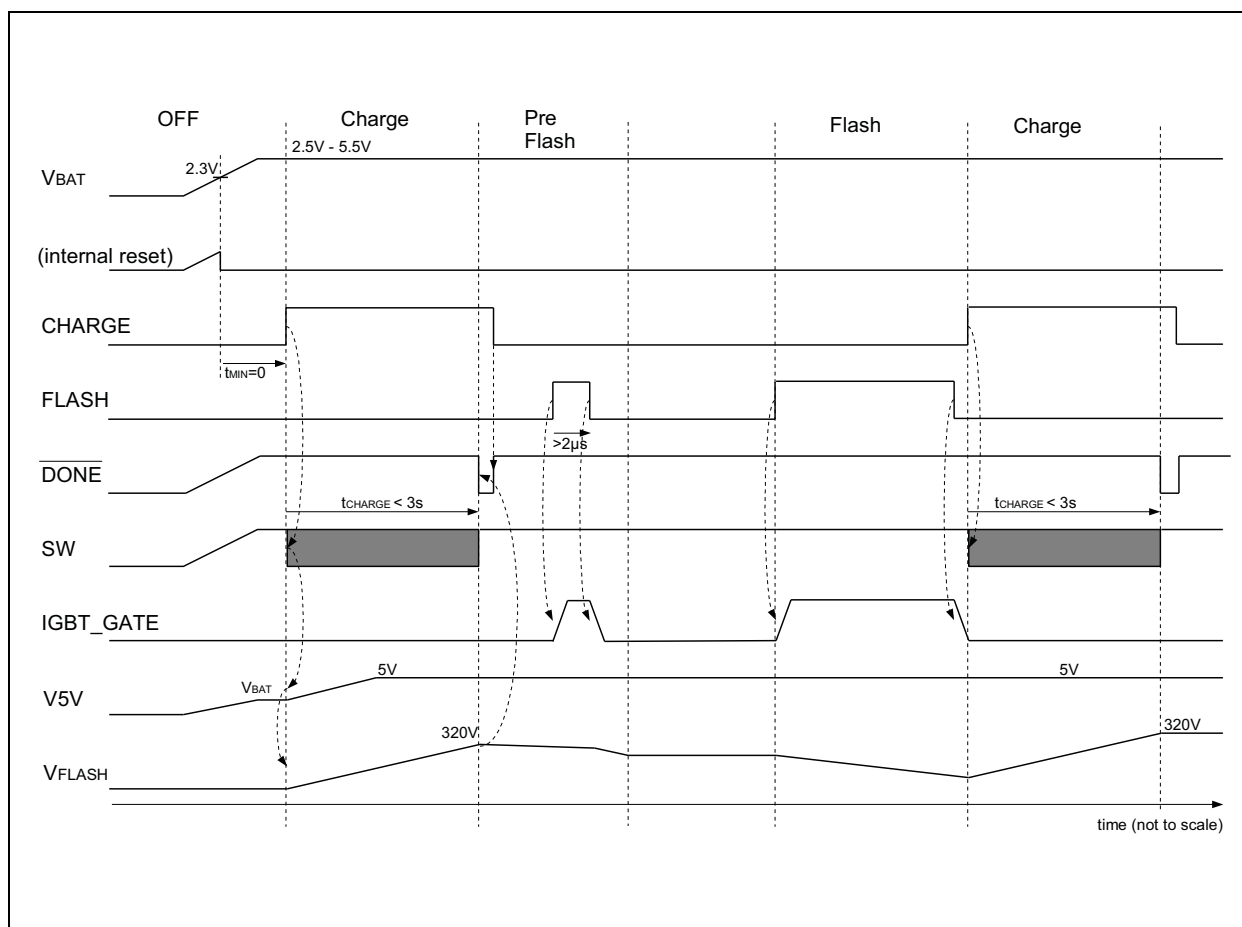 OFF
Charge
Pre
Flash
Flash
Charge
2.5V - 5.5V
2.3V
VBAT
(internal reset)
CHARGE
tMIN=0
FLASH
>2µs
DONE
tCHARGE < 3s
tCHARGE < 3s
SW
IGBT_GATE
5V
5V
VBAT
V5V
320V
320V
VFLASH
time (not to scale)